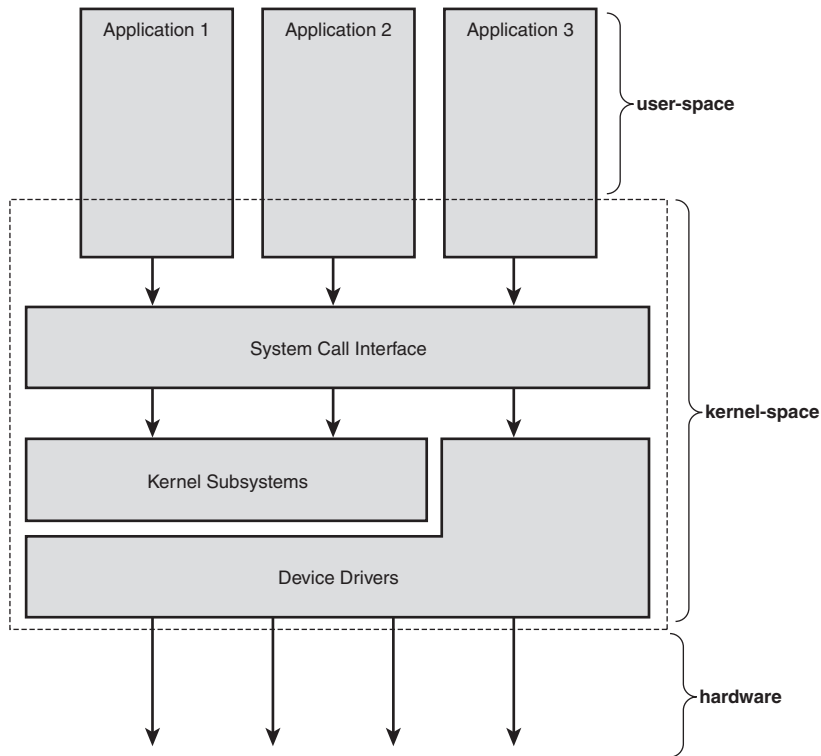 Application 1
Application 2
Application 3
user-space
System Call Interface
kernel-space
Kernel Subsystems
Device Drivers
hardware